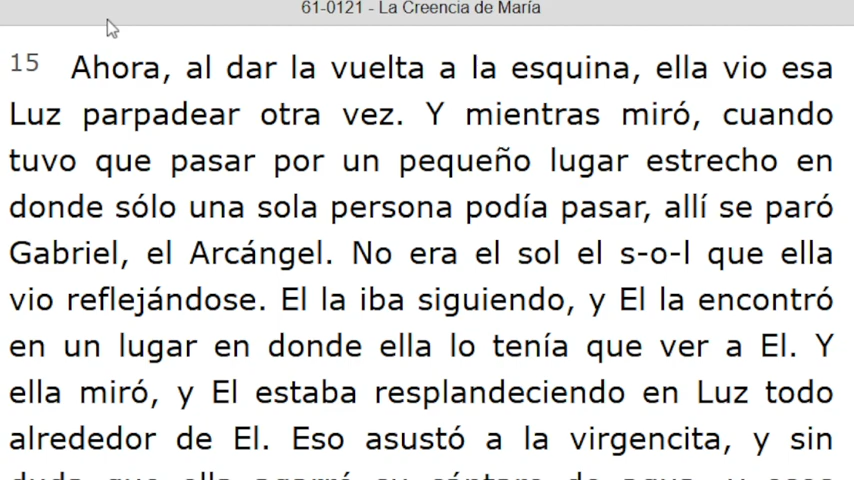 61-0121 - La Creencia de María
15 Ahora, al dar la vuelta a la esquina, ella vio esa
Luz parpadear otra vez. Y mientras miró, cuando
tuvo que pasar por un pequeño lugar estrecho en
donde sólo una sola persona podía pasar, allí se paró
Gabriel, el Arcángel. No era el sol el s-o-l que ella
vio reflejándose. El la iba siguiendo, y El la encontró
en un lugar en donde ella lo tenía que ver a El. Y
ella miró, y El estaba resplandeciendo en Luz todo
alrededor de El. Eso asustó a la virgencita, y sin